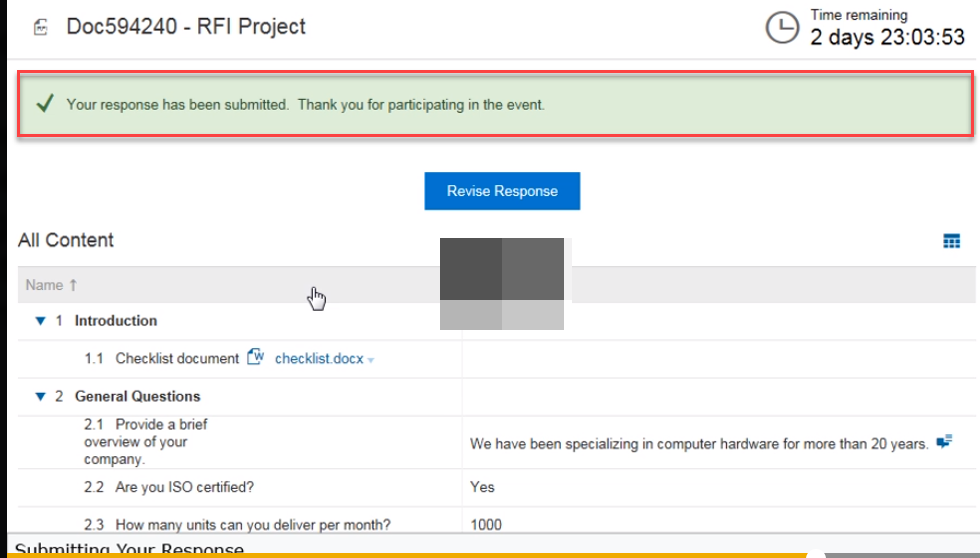 Doc594240 - RFI Project
Time remaining
2 days 23:03:53
Your response has been submitted. Thank you for participating in the event.
Revise Response
All Content
Name ↑
▼ 1 Introduction
1.1 Checklist document checklist.docx
▼ 2 General Questions
2.1 Provide a brief
overview of your
company.
We have been specializing in computer hardware for more than 20 years.
2.2 Are you ISO certified? Yes
2.3 How many units can you deliver per month? 1000
Submitting Your Response